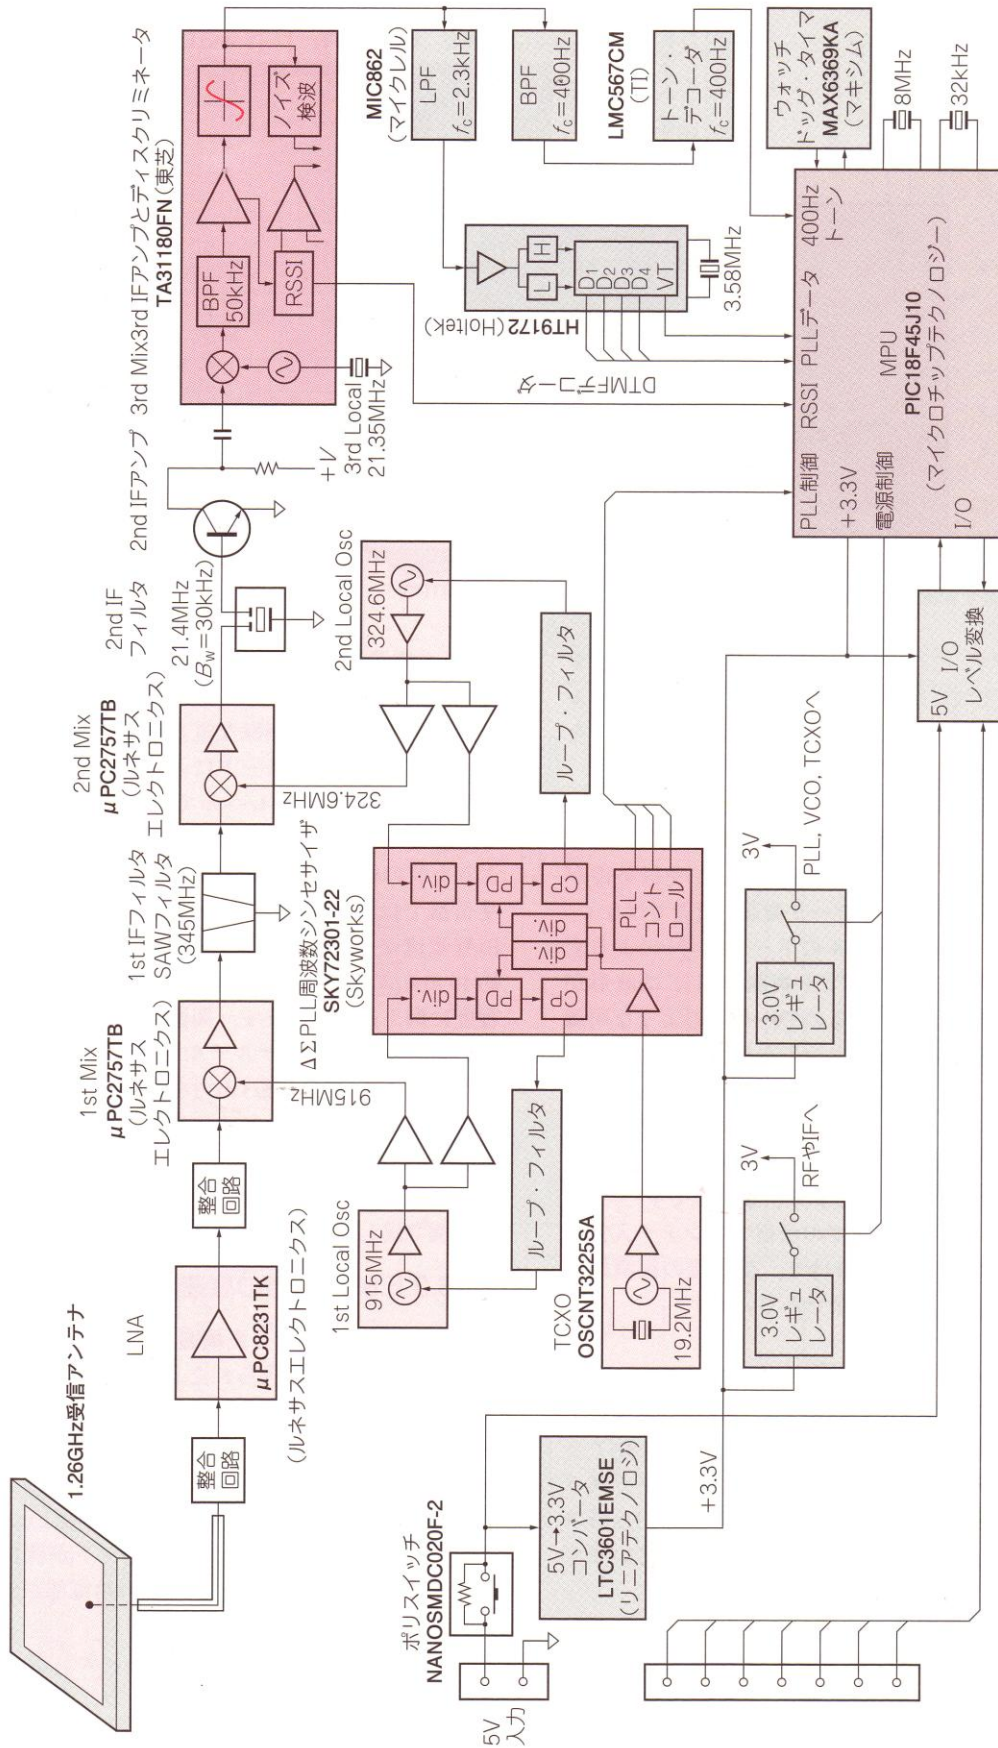 1.26GHz受信アンテナ
整合
回路
LNA
μPC8231TK
(ルネサスエレクトロニクス)
整合
回路
1st Mix
μPC2757TB
(ルネサス
エレクトロニクス)
1st IFフィルタ
SAWフィルタ
(345MHz)
2nd Mix
μPC2757TB
(ルネサス
エレクトロニクス)
2nd IF
フィルタ
21.4MHz
(BW=30kHz)
2nd IFアンプ
+V
3rd Mix3rd IFアンプとディスクリミネータ
TA31180FN(東芝)
BPF
50kHz
RSSI
ノイズ
検波
3rd Local
21.35MHz
915MHz
324.6MHz
1st Local Osc
915MHz
2nd Local Osc
324.6MHz
ΔΣPLL周波数シンセサイザ
SKY72301-22
(Skyworks)
div.
PD
CP
div.
div.
div.
PD
CP
PLL
コント
ロール
ループ・フィルタ
ループ・フィルタ
TCXO
OSCNT3225SA
19.2MHz
MIC862
(マイクレル)
LPF
fc=2.3kHz
BPF
fc=400Hz
LMC567CM
(TI)
トーン・
デコーダ
fc=400Hz
ウォッチ
ドッグ・タイマ
MAX6369KA
(マキシム)
8MHz
32kHz
H
L
D1
D2
D3
D4
VT
HT9172(Holtek)
3.58MHz
DTMFデコーダ
PLL制御
RSSI
PLLデータ
400Hz
トーン
+3.3V
電源制御
MPU
PIC18F45J10
(マイクロチップテクノロジー)
I/O
5V
I/O
レベル変換
3.0V
レギュ
レータ
3V
RFやIFへ
3.0V
レギュ
レータ
3V
PLL, VCO, TCXOへ
ポリスイッチ
NANOSMDC020F-2
5V
入力
5V→3.3V
コンバータ
LTC3601EMSE
(リニアテクノロジ)
+3.3V